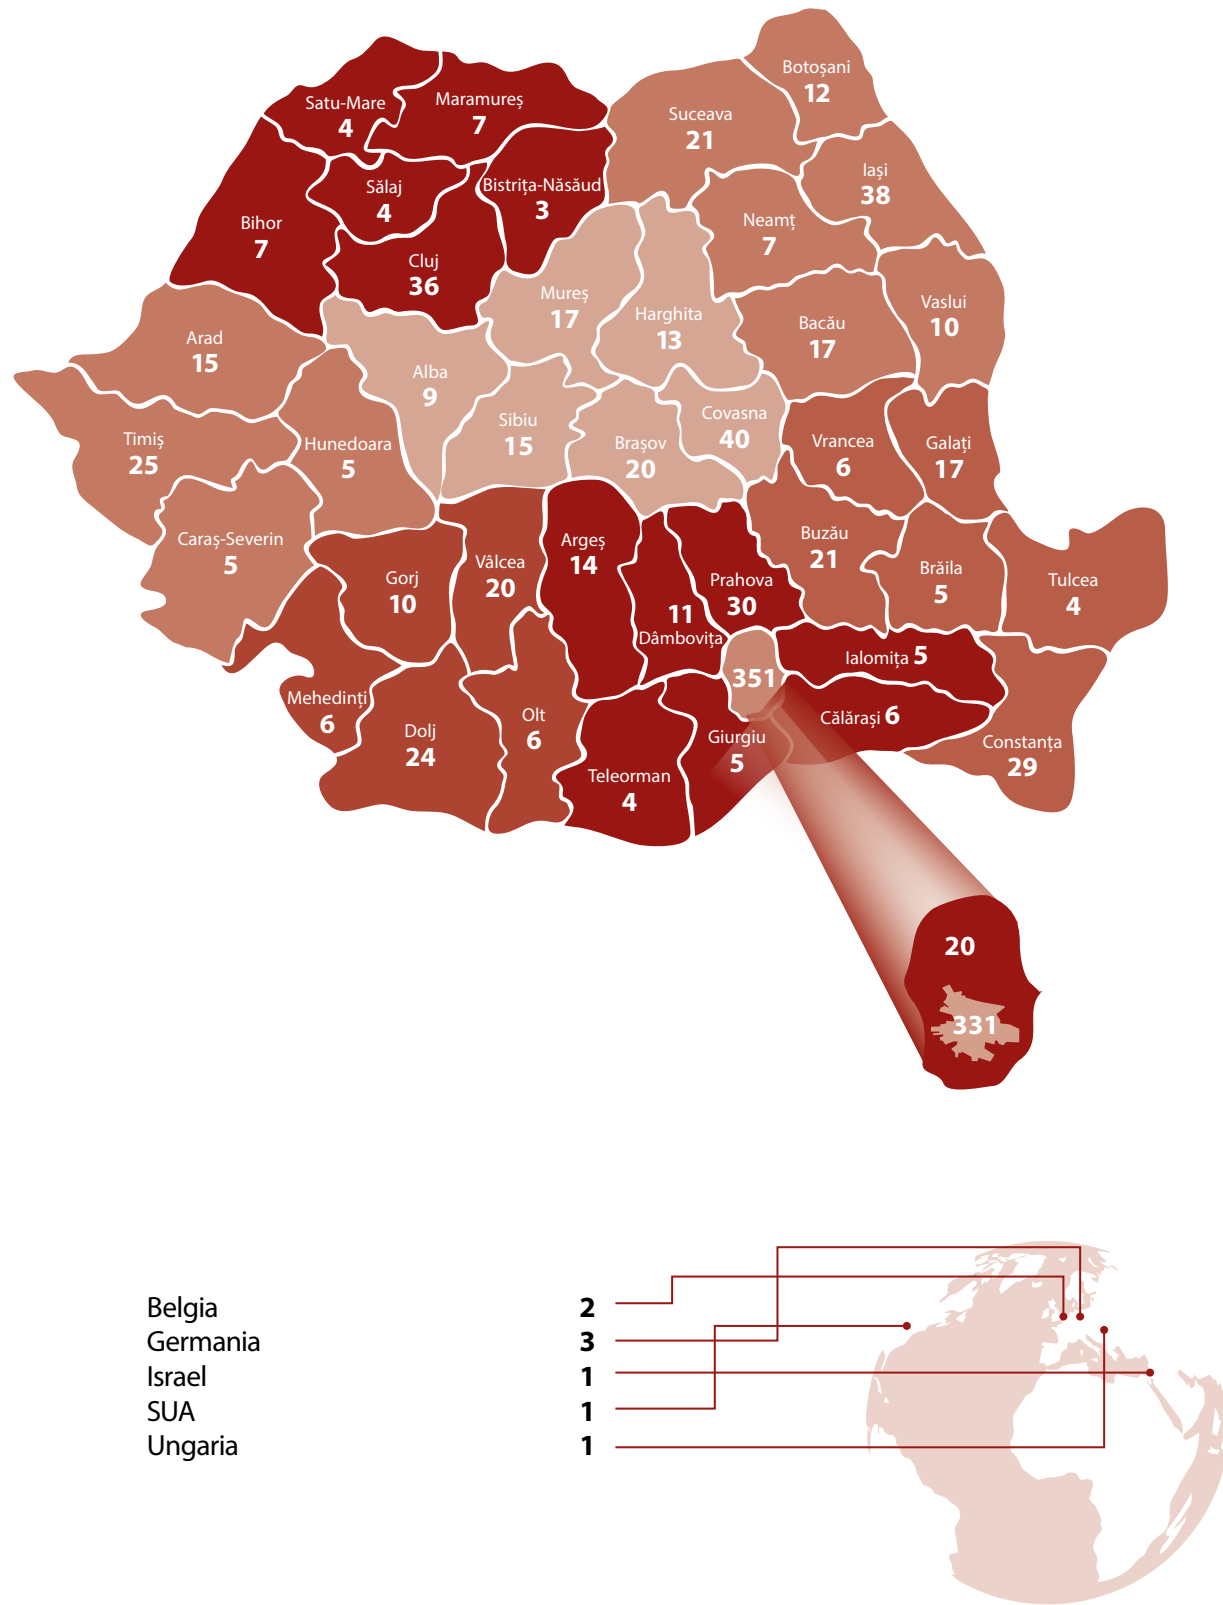 Botoșani
12
Satu-Mare
4
Maramureș
7
Suceava
21
Iași
38
Sălaj
4
Bistrița-Năsăud
3
Bihor
7
Neamț
7
Cluj
36
Mureș
17
Harghita
13
Bacău
17
Vaslui
10
Arad
15
Alba
9
Sibiu
15
Brașov
20
Covasna
40
Vrancea
6
Galați
17
Timiș
25
Hunedoara
5
Caraș-Severin
5
Gorj
10
Vâlcea
20
Argeș
14
11
Dâmbovița
Prahova
30
Buzău
21
Brăila
5
Tulcea
4
Ialomița 5
351
Călărași 6
Mehedinți
6
Dolj
24
Olt
6
Teleorman
4
Giurgiu
5
Constanța
29
20
331
Belgia 2
Germania 3
Israel 1
SUA 1
Ungaria 1